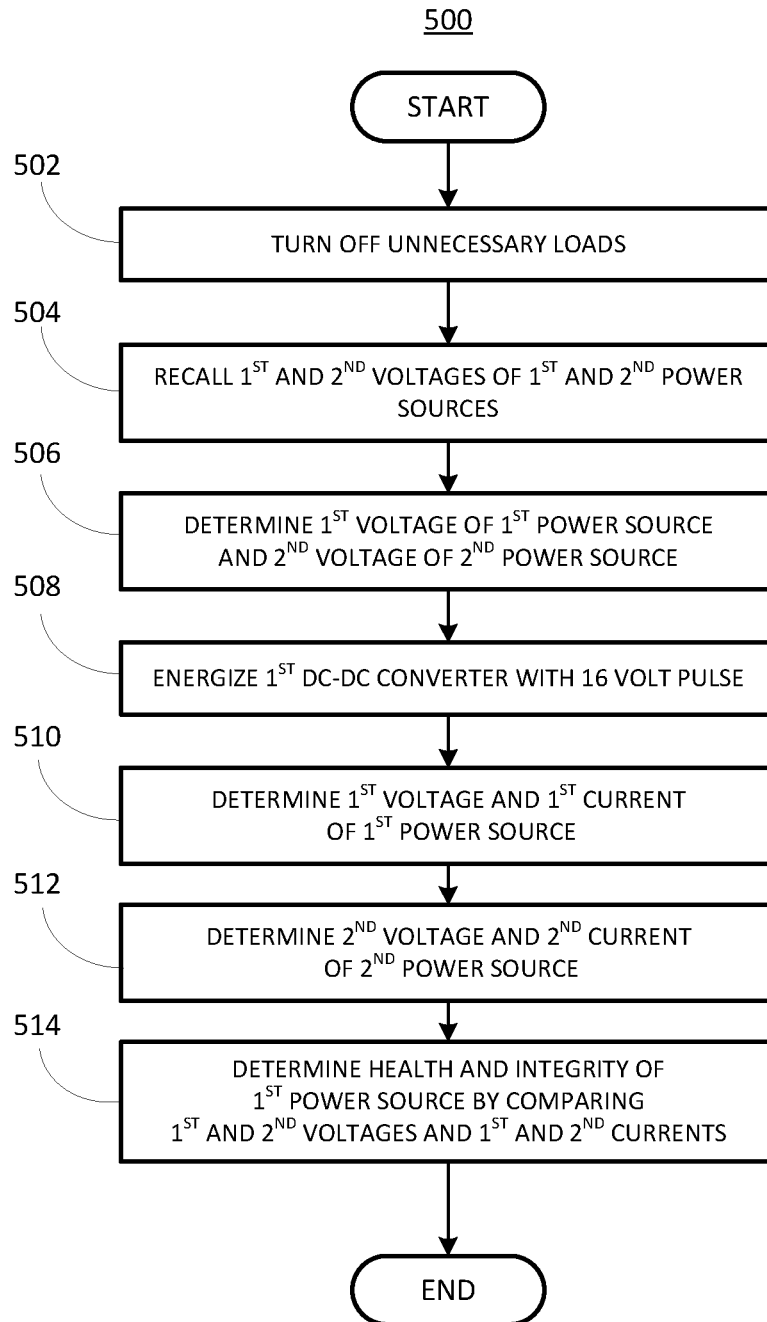 500
START
502
TURN OFF UNNECESSARY LOADS
504
RECALL 1ST AND 2ND VOLTAGES OF 1ST AND 2ND POWER
SOURCES
506
DETERMINE 1ST VOLTAGE OF 1ST POWER SOURCE
AND 2ND VOLTAGE OF 2ND POWER SOURCE
508
ENERGIZE 1ST DC-DC CONVERTER WITH 16 VOLT PULSE
510
DETERMINE 1ST VOLTAGE AND 1ST CURRENT
OF 1ST POWER SOURCE
512
DETERMINE 2ND VOLTAGE AND 2ND CURRENT
OF 2ND POWER SOURCE
514
DETERMINE HEALTH AND INTEGRITY OF
1ST POWER SOURCE BY COMPARING
1ST AND 2ND VOLTAGES AND 1ST AND 2ND CURRENTS
END